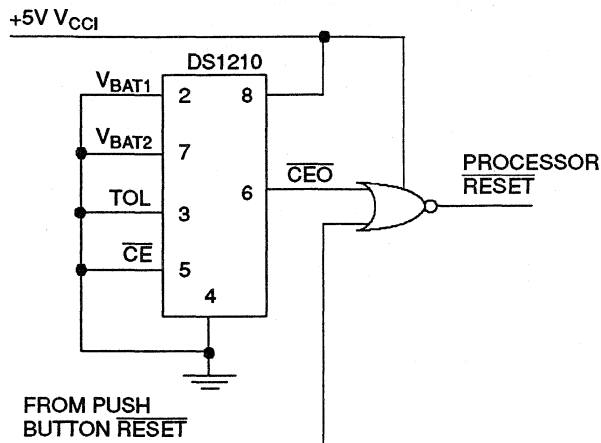 +5V VCCI
DS1210
VBAT1 2 8
VBAT2 7
CEO
6
PROCESSOR
RESET
TOL 3
CE 5
4
FROM PUSH
BUTTON RESET